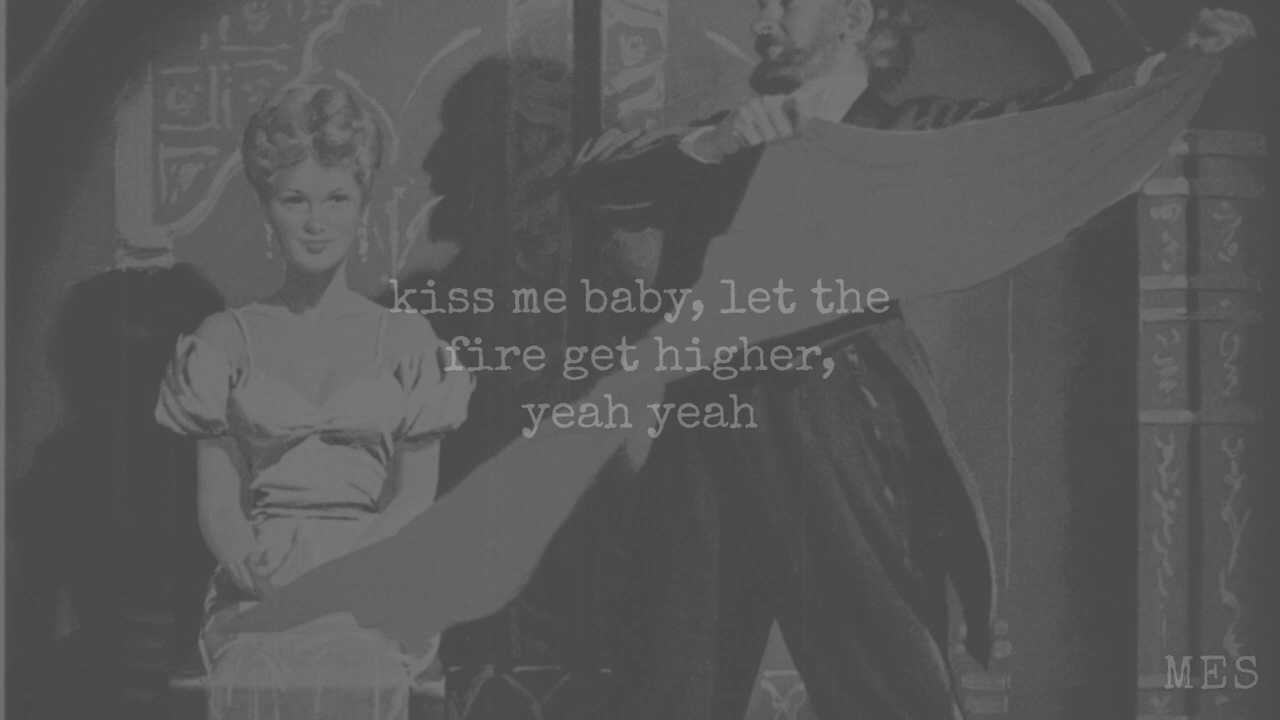 kiss me baby, let the
fire get higher,
yeah yeah
MES